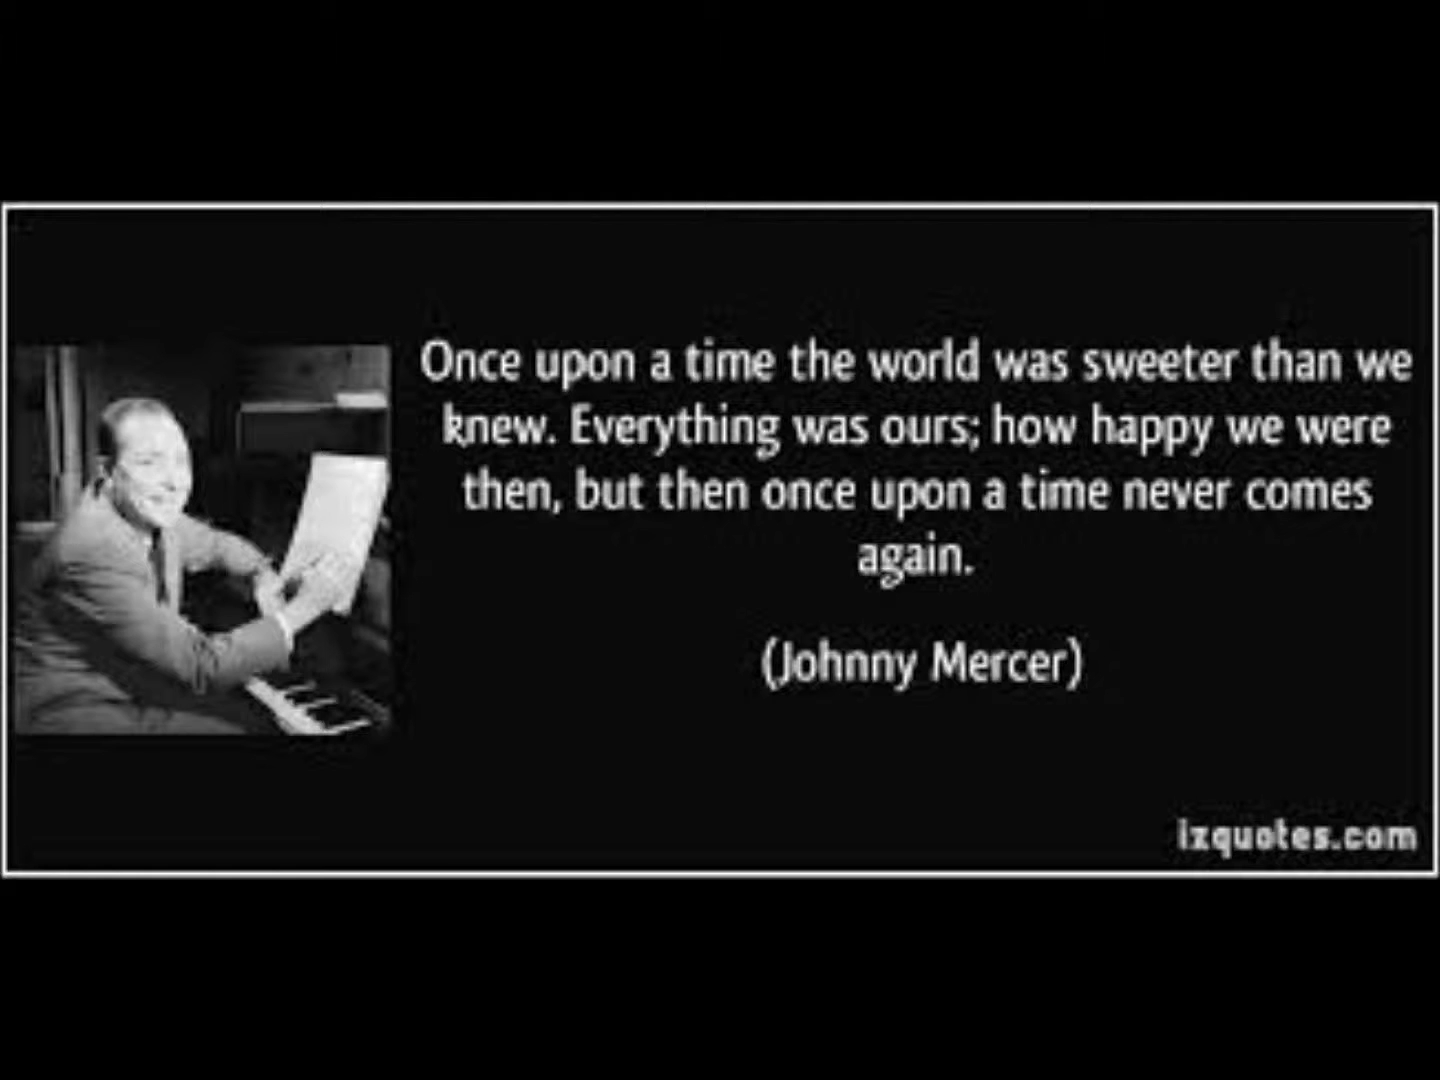 Once upon a time the world was sweeter than we
knew. Everything was ours; how happy we were
then, but then once upon a time never comes
again.
(Johnny Mercer)
izquotes.com